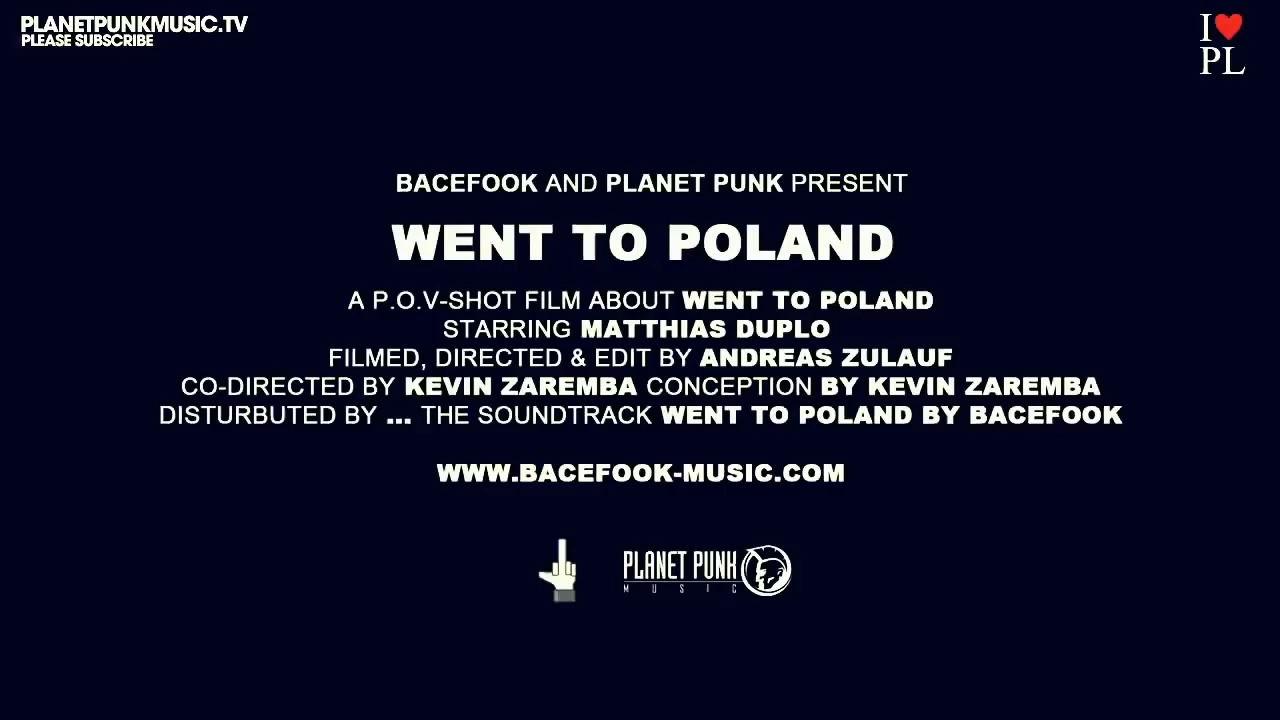 PLANETPUNKMUSIC.TV
PLEASE SUBSCRIBE
I❤
PL
BACEFOOK AND PLANET PUNK PRESENT
WENT TO POLAND
A P.O.V-SHOT FILM ABOUT WENT TO POLAND
STARRING MATTHIAS DUPLO
FILMED, DIRECTED & EDIT BY ANDREAS ZULAUF
CO-DIRECTED BY KEVIN ZAREMBA CONCEPTION BY KEVIN ZAREMBA
DISTURBUTED BY ... THE SOUNDTRACK WENT TO POLAND BY BACEFOOK
WWW.BACEFOOK-MUSIC.COM
PLANET PUNK
MUSIC